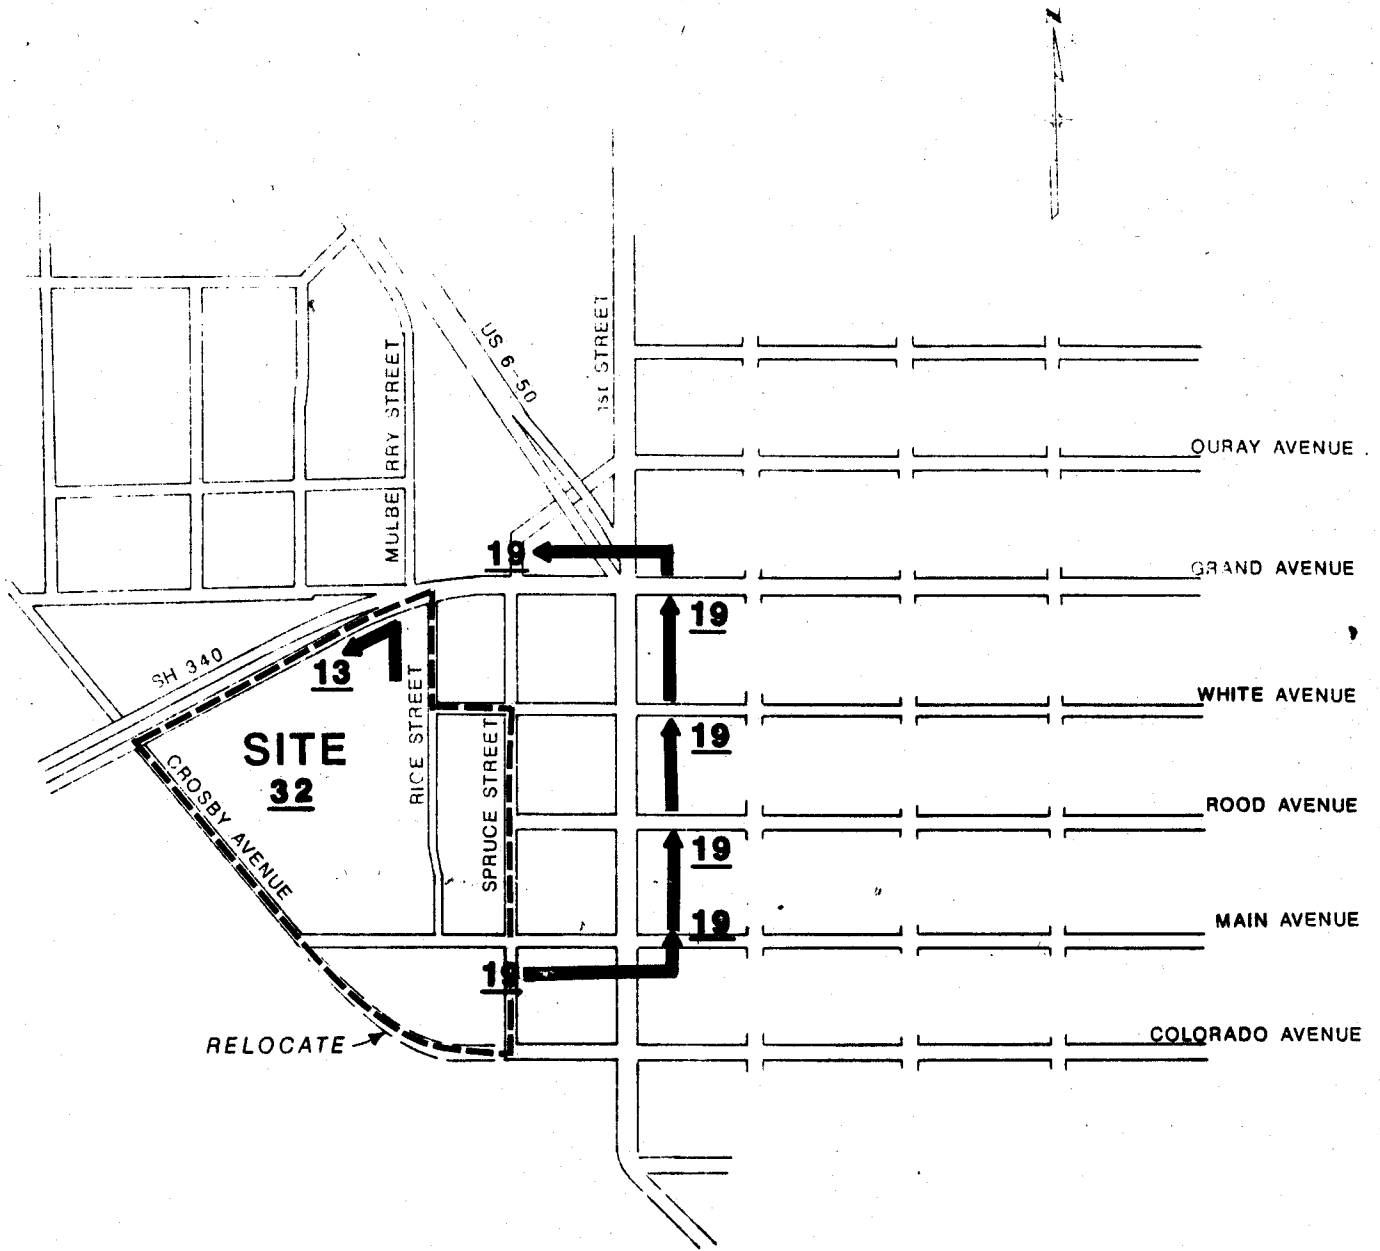 N
US 6-50
1st STREET
MULBERRY STREET
OURAY AVENUE
19
GRAND AVENUE
19
SH 340
13
RICE STREET
WHITE AVENUE
SITE
32
CROSBY AVENUE
SPRUCE STREET
19
ROOD AVENUE
19
19
MAIN AVENUE
19
RELOCATE
COLORADO AVENUE